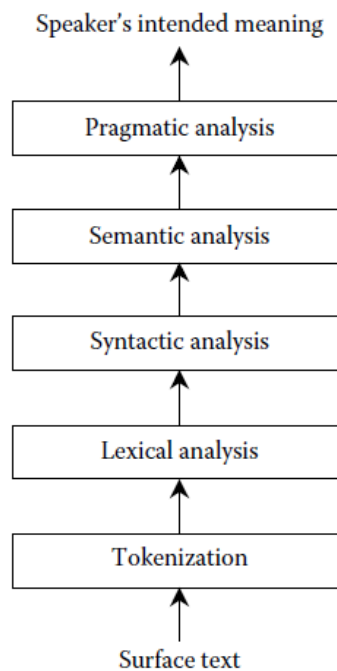 Speaker's intended meaning
Pragmatic analysis
Semantic analysis
Syntactic analysis
Lexical analysis
Tokenization
Surface text